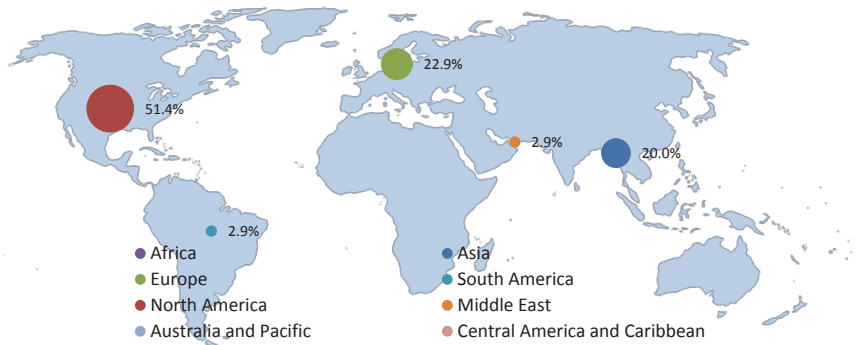 22.9%
51.4%
2.9%
20.0%
2.9%
Africa
Asia
Europe
South America
North America
Middle East
Australia and Pacific
Central America and Caribbean